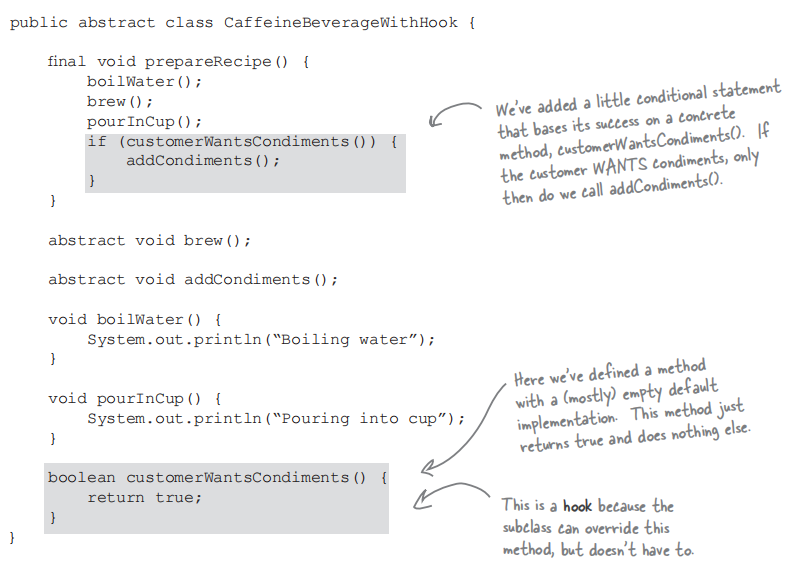 public abstract class CaffeineBeverageWithHook {
final void prepareRecipe() {
boilWater();
brew();
pourInCup();
if (customerWantsCondiments()) {
addCondiments();
}
}
We've added a little conditional statement
that bases its success on a concrete
method, customerWantsCondiments(). If
the customer WANTS condiments, only
then do we call addCondiments().
abstract void brew();
abstract void addCondiments();
void boilWater() {
System.out.println(“Boiling water”);
}
void pourInCup() {
System.out.println(“Pouring into cup”);
}
Here we've defined a method
with a (mostly) empty default
implementation. This method just
returns true and does nothing else.
boolean customerWantsCondiments() {
return true;
}
This is a hook because the
subclass can override this
method, but doesn't have to.
}